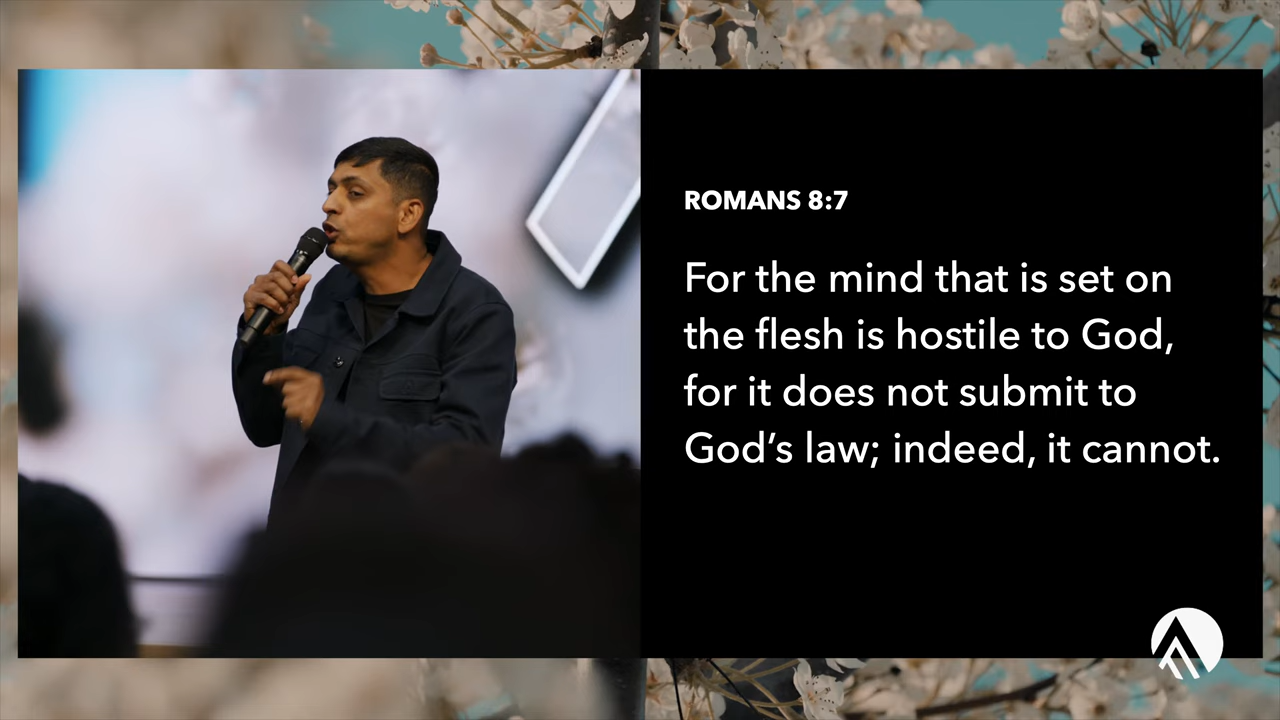 ROMANS 8:7
For the mind that is set on
the flesh is hostile to God,
for it does not submit to
God’s law; indeed, it cannot.